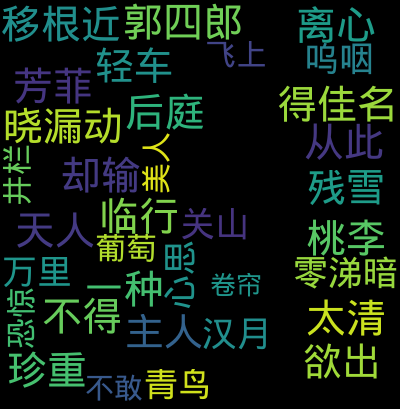 移根近
郭四郎
离心
飞上
呜咽
轻车
芳菲
得佳名
后庭
晓漏动
从此
井栏
却输
美人
残雪
临行
天人
关山
葡萄
桃李
心思
万里
零涕暗
卷帘
一种
恐惊
不得
太清
主人
汉月
欲出
珍重
不敢
青鸟